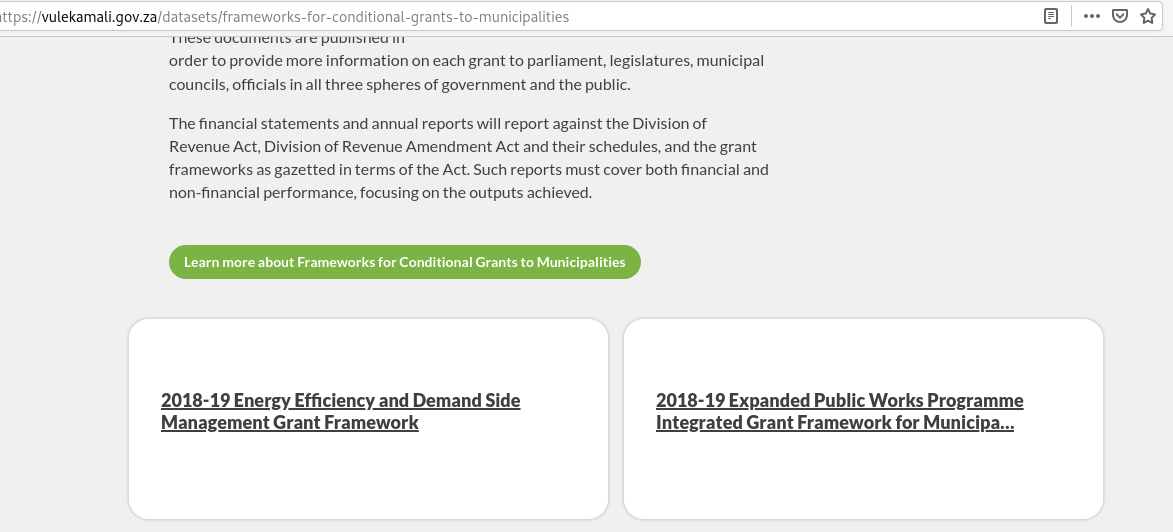 ttps://vulekamali.gov.za/datasets/frameworks-for-conditional-grants-to-municipalities
These documents are published in
order to provide more information on each grant to parliament, legislatures, municipal
councils, officials in all three spheres of government and the public.
The financial statements and annual reports will report against the Division of
Revenue Act, Division of Revenue Amendment Act and their schedules, and the grant
frameworks as gazetted in terms of the Act. Such reports must cover both financial and
non-financial performance, focusing on the outputs achieved.
Learn more about Frameworks for Conditional Grants to Municipalities
2018-19 Energy Efficiency and Demand Side
Management Grant Framework
2018-19 Expanded Public Works Programme
Integrated Grant Framework for Municipa...